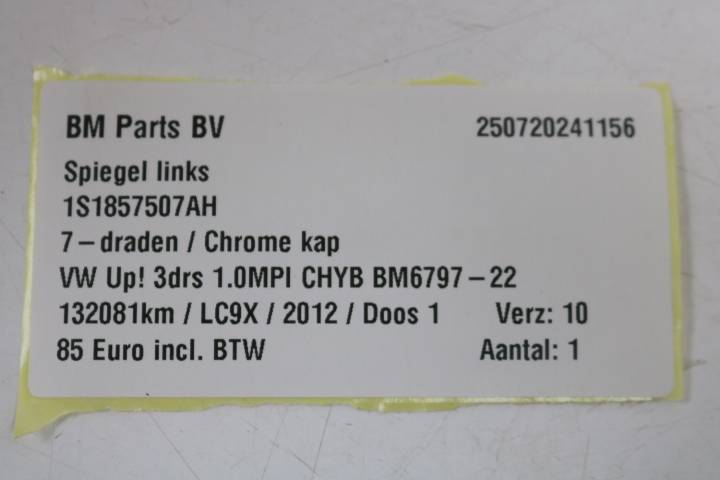 BM Parts BV 250720241156
Spiegel links
1S1857507AH
7-draden / Chrome kap
VW Up! 3drs 1.0MPI CHYB BM6797-22
132081km / LC9X / 2012 / Doos 1 Verz: 10
85 Euro incl. BTW Aantal: 1